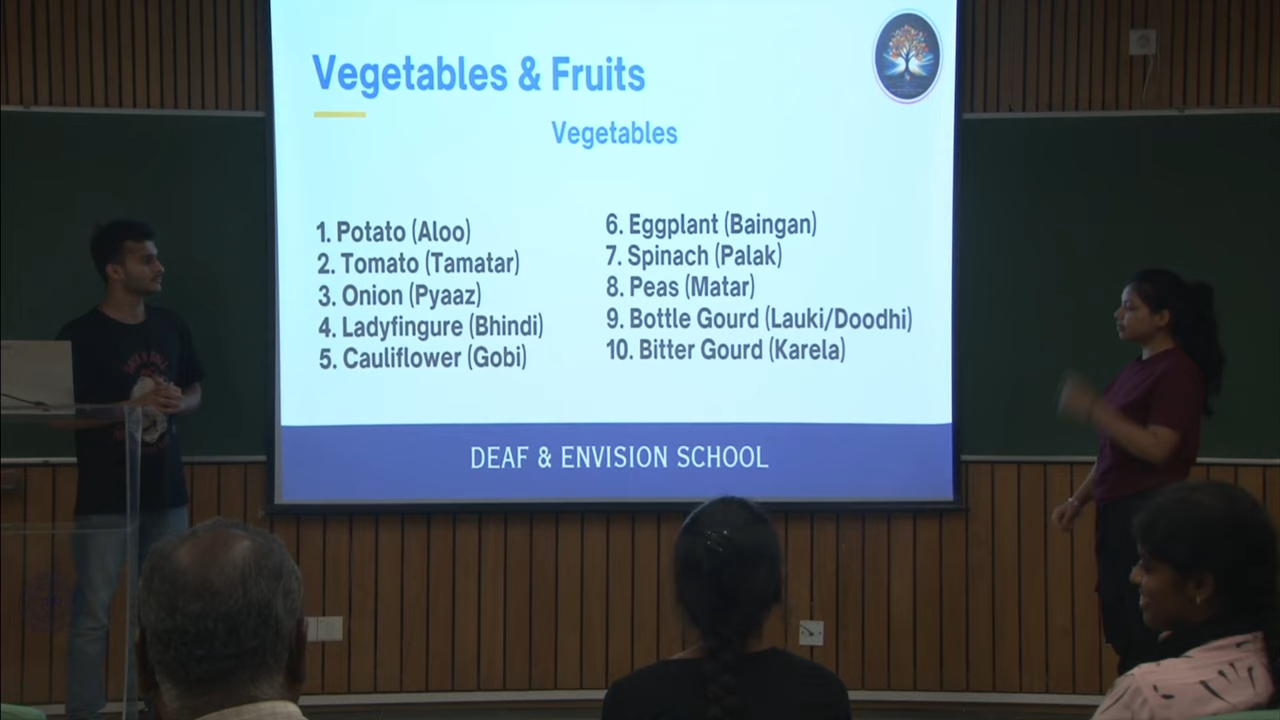 Vegetables & Fruits
Vegetables
1. Potato (Aloo)
2. Tomato (Tamatar)
3. Onion (Pyaaz)
4. Ladyfingure (Bhindi)
5. Cauliflower (Gobi)
6. Eggplant (Baingan)
7. Spinach (Palak)
8. Peas (Matar)
9. Bottle Gourd (Lauki/Doodhi)
10. Bitter Gourd (Karela)
DEAF & ENVISION SCHOOL